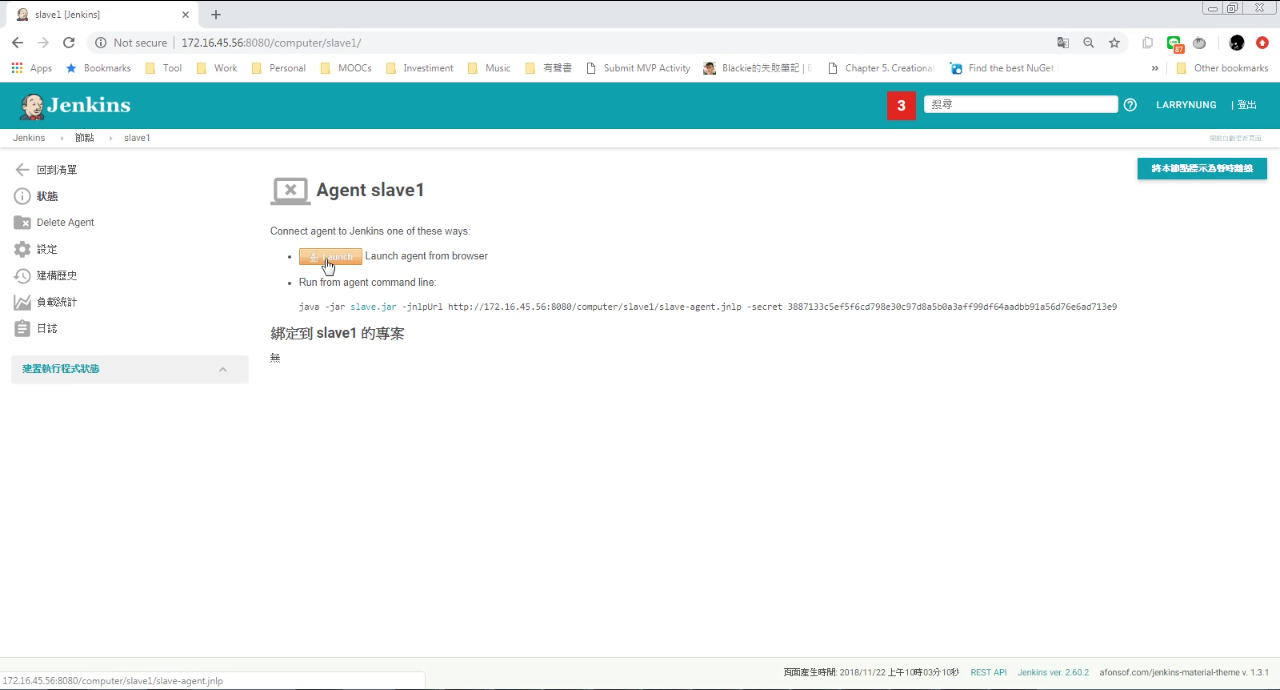 slave1 [Jenkins]
Not secure 172.16.45.56:8080/computer/slave1/
87
Apps Bookmarks Tool Work Personal MOOCs Investiment Music 有聲書 Submit MVP Activity Blackie的失敗筆記 | Chapter 5. Creational Find the best NuGet » Other bookmarks
Jenkins 3 搜尋 LARRYNUNG | 登出
Jenkins 節點 slave1
回到清單
狀態
Delete Agent
設定
建構歷史
負載統計
日誌
建置執行程式狀態
將本節點標示為暫時離線
Agent slave1
Connect agent to Jenkins one of these ways:
Launch Launch agent from browser
Run from agent command line:
java -jar slave.jar -jnlpUrl http://172.16.45.56:8080/computer/slave1/slave-agent.jnlp -secret 3887133c5ef5f6cd798e30c97d8a5b0a3aff99df64aadbb91a56d76e6ad713e9
綁定到 slave1 的專案
無
頁面產生時間: 2018/11/22 上午10時03分10秒 REST API Jenkins ver. 2.60.2 afonsof.com/jenkins-material-theme v. 1.3.1
172.16.45.56:8080/computer/slave1/slave-agent.jnlp